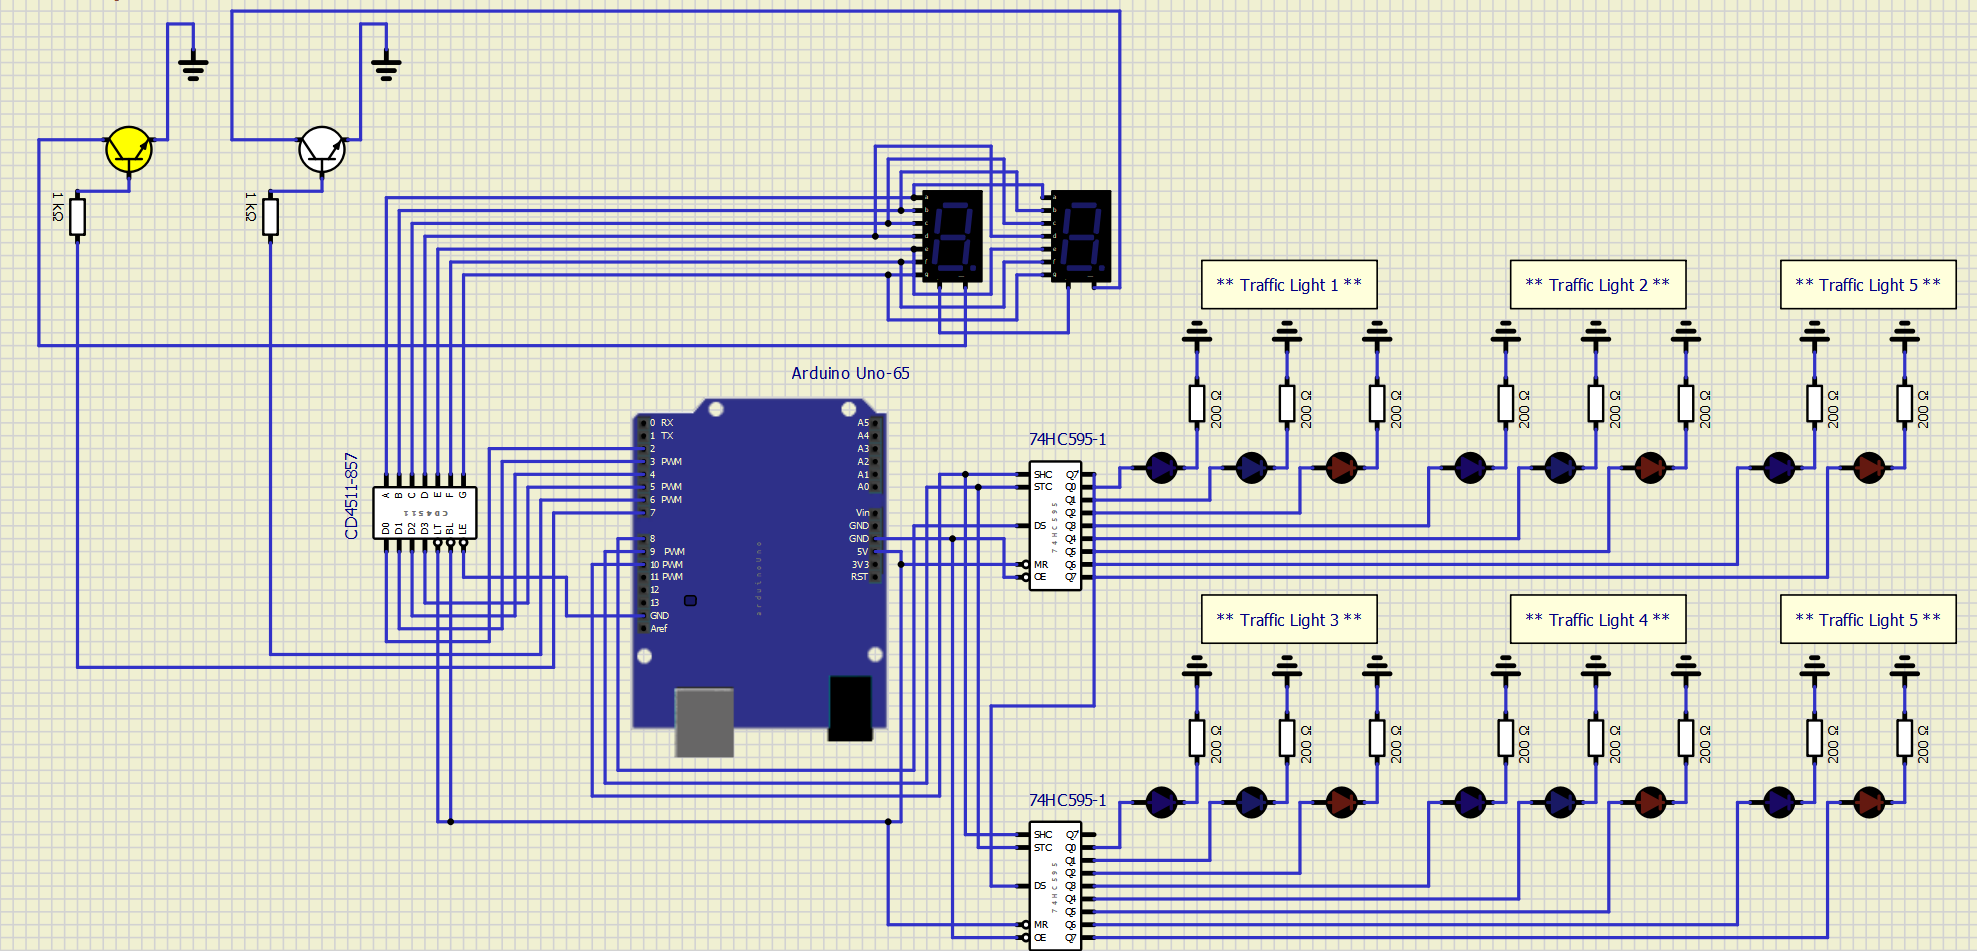 1 kΩ
1 kΩ
a
b
c
d
e
f
g
a
b
c
d
e
f
g
** Traffic Light 1 **
** Traffic Light 2 **
** Traffic Light 5 **
200 Ω
200 Ω
200 Ω
200 Ω
200 Ω
200 Ω
200 Ω
200 Ω
Arduino Uno-65
0 RX
1 TX
2
3 PWM
4
5 PWM
6 PWM
7
8
9 PWM
10 PWM
11 PWM
12
13
GND
Aref
A5
A4
A3
A2
A1
A0
Vin
GND
GND
5V
3V3
RST
arduinoUno
CD4511-857
A B C D E F G
CD4511
D0 D1 D2 D3 LT BL LE
74HC595-1
SHC Q7
STC Q0
Q1
Q2
DS Q3
Q4
Q5
MR Q6
OE Q7
74HC595
** Traffic Light 3 **
** Traffic Light 4 **
** Traffic Light 5 **
200 Ω
200 Ω
200 Ω
200 Ω
200 Ω
200 Ω
200 Ω
200 Ω
74HC595-1
SHC Q7
STC Q0
Q1
Q2
DS Q3
Q4
Q5
MR Q6
OE Q7
74HC595